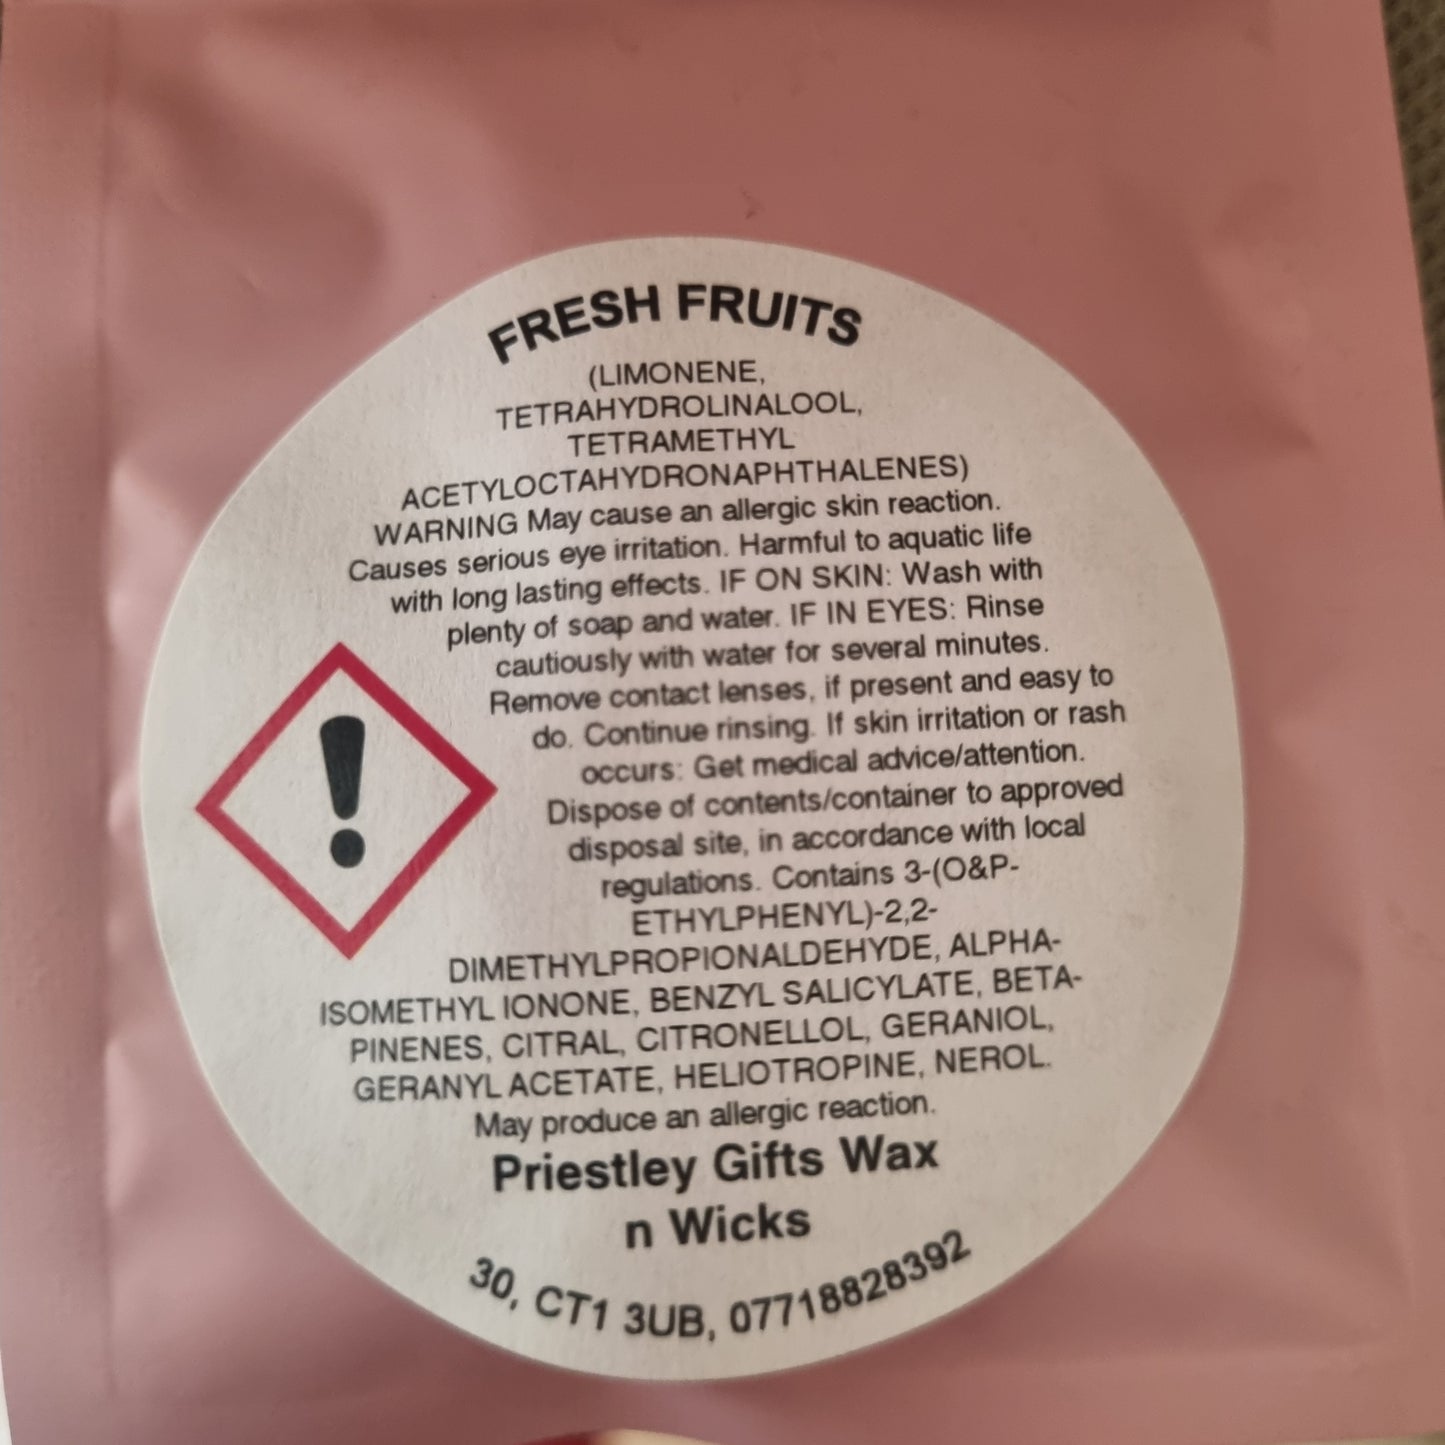 FRESH FRUITS
(LIMONENE,
TETRAHYDROLINALOOL,
TETRAMETHYL
ACETYLOCTAHYDRONAPHTHALENES)
WARNING May cause an allergic skin reaction.
Causes serious eye irritation. Harmful to aquatic life
with long lasting effects. IF ON SKIN: Wash with
plenty of soap and water. IF IN EYES: Rinse
cautiously with water for several minutes.
Remove contact lenses, if present and easy to
do. Continue rinsing. If skin irritation or rash
occurs: Get medical advice/attention.
Dispose of contents/container to approved
disposal site, in accordance with local
regulations. Contains 3-(O&P-
ETHYLPHENYL)-2,2-
DIMETHYLPROPIONALDEHYDE, ALPHA-
ISOMETHYL IONONE, BENZYL SALICYLATE, BETA-
PINENES, CITRAL, CITRONELLOL, GERANIOL,
GERANYL ACETATE, HELIOTROPINE, NEROL.
May produce an allergic reaction.
Priestley Gifts Wax
n Wicks
30, CT1 3UB, 07718828392